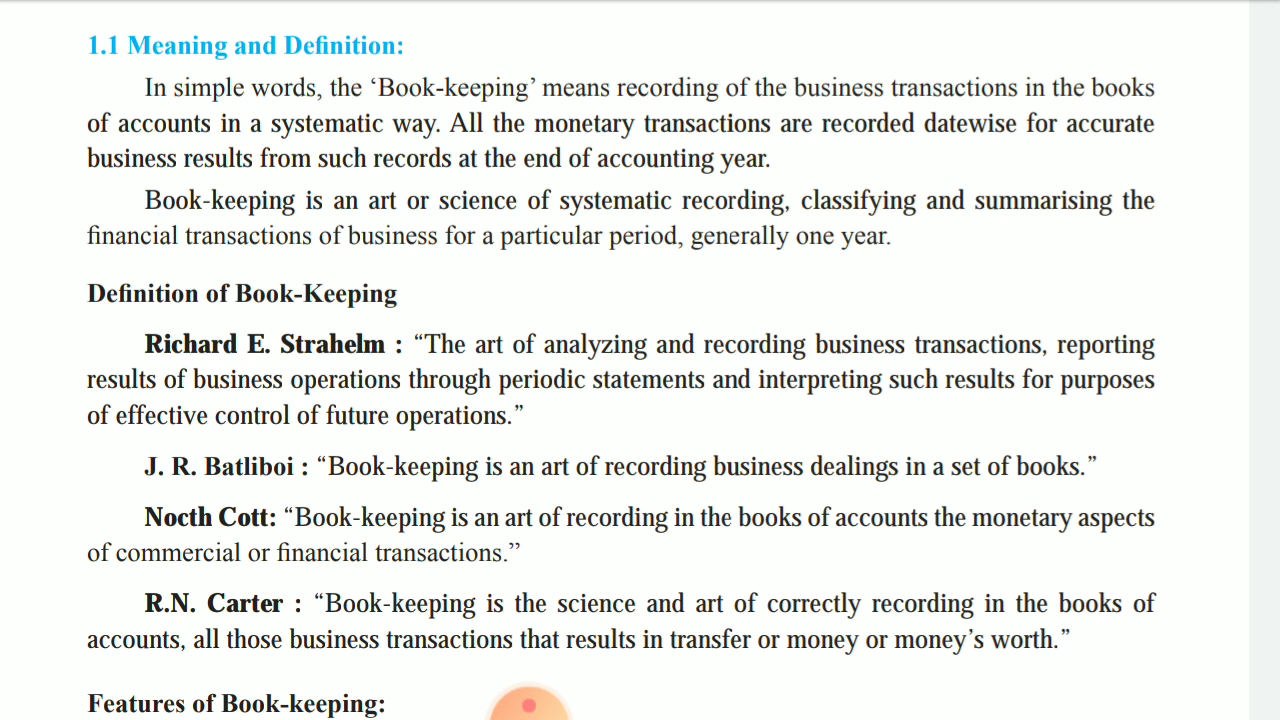 1.1 Meaning and Definition:
In simple words, the ‘Book-keeping’ means recording of the business transactions in the books
of accounts in a systematic way. All the monetary transactions are recorded datewise for accurate
business results from such records at the end of accounting year.
Book-keeping is an art or science of systematic recording, classifying and summarising the
financial transactions of business for a particular period, generally one year.
Definition of Book-Keeping
Richard E. Strahelm : “The art of analyzing and recording business transactions, reporting
results of business operations through periodic statements and interpreting such results for purposes
of effective control of future operations.”
J. R. Batliboi : “Book-keeping is an art of recording business dealings in a set of books.”
Nocth Cott: “Book-keeping is an art of recording in the books of accounts the monetary aspects
of commercial or financial transactions.”
R.N. Carter : “Book-keeping is the science and art of correctly recording in the books of
accounts, all those business transactions that results in transfer or money or money’s worth.”
Features of Book-keeping: